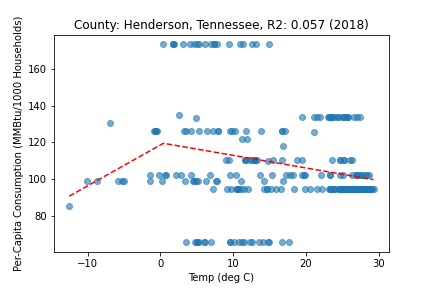 County: Henderson, Tennessee, R2: 0.057 (2018)
Per-Capita Consumption (MMBtu/1000 Households)
160
140
120
100
80
−10 0 10 20 30
Temp (deg C)